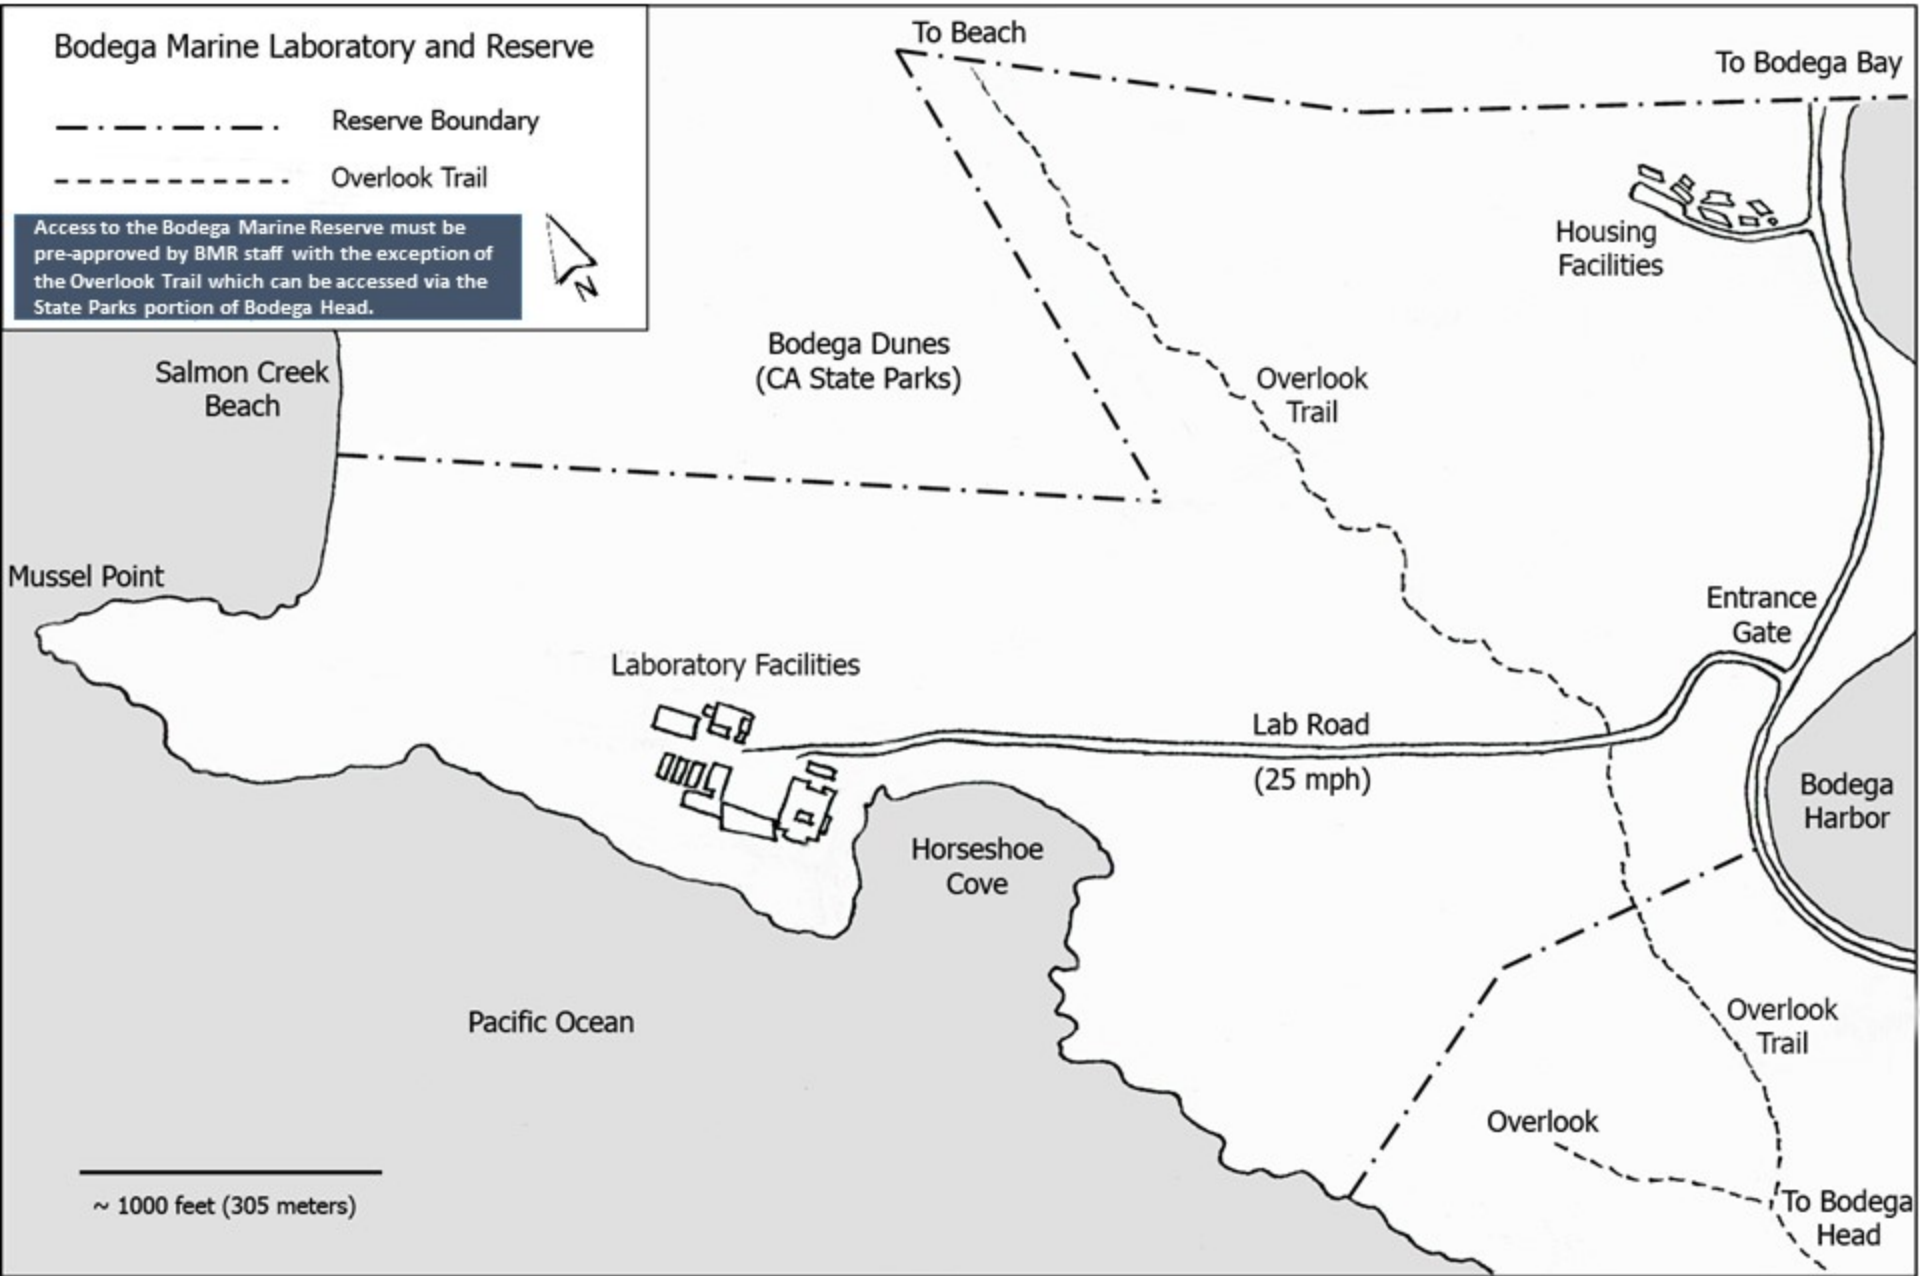 Bodega Marine Laboratory and Reserve
Reserve Boundary
Overlook Trail
Access to the Bodega Marine Reserve must be
pre-approved by BMR staff with the exception of
the Overlook Trail which can be accessed via the
State Parks portion of Bodega Head.
N
To Beach
To Bodega Bay
Housing
Facilities
Bodega Dunes
(CA State Parks)
Salmon Creek
Beach
Overlook
Trail
Mussel Point
Entrance
Gate
Laboratory Facilities
Lab Road
(25 mph)
Bodega
Harbor
Horseshoe
Cove
Pacific Ocean
Overlook
Trail
Overlook
To Bodega
Head
~ 1000 feet (305 meters)